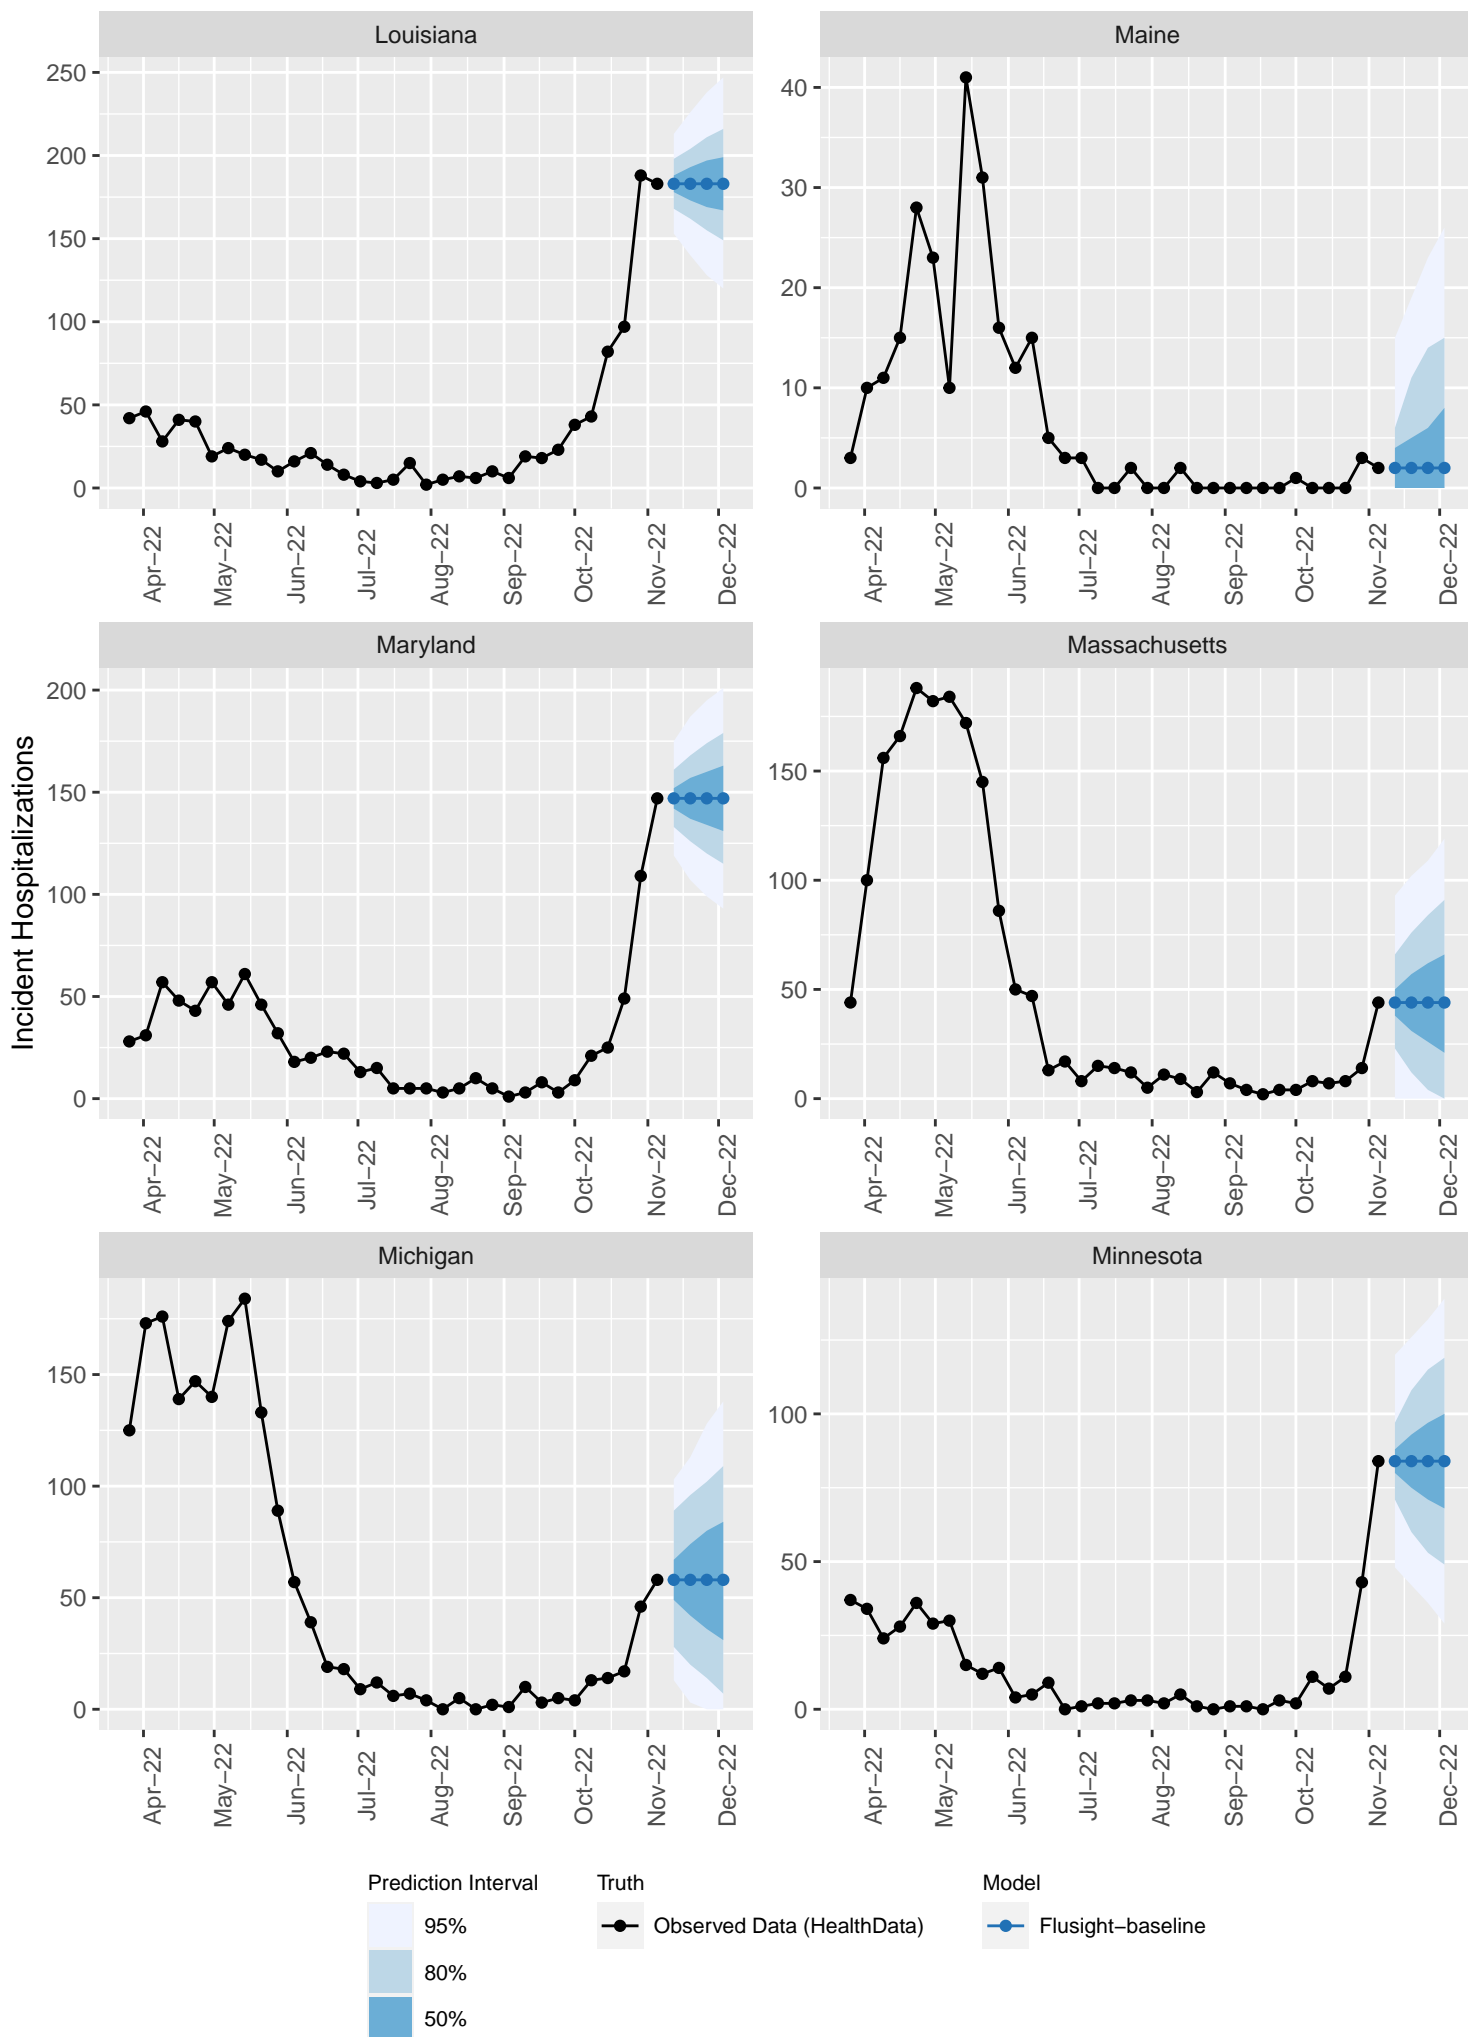 Louisiana
Maine
250
200
150
100
50
0
40
30
20
10
0
Apr−22
May−22
Jun−22
Jul−22
Aug−22
Sep−22
Oct−22
Nov−22
Dec−22
Apr−22
May−22
Jun−22
Jul−22
Aug−22
Sep−22
Oct−22
Nov−22
Dec−22
Incident Hospitalizations
Maryland
Massachusetts
200
150
100
50
0
150
100
50
0
Apr−22
May−22
Jun−22
Jul−22
Aug−22
Sep−22
Oct−22
Nov−22
Dec−22
Apr−22
May−22
Jun−22
Jul−22
Aug−22
Sep−22
Oct−22
Nov−22
Dec−22
Michigan
Minnesota
150
100
50
0
100
50
0
Apr−22
May−22
Jun−22
Jul−22
Aug−22
Sep−22
Oct−22
Nov−22
Dec−22
Apr−22
May−22
Jun−22
Jul−22
Aug−22
Sep−22
Oct−22
Nov−22
Dec−22
Prediction Interval
95%
80%
50%
Truth
Observed Data (HealthData)
Model
Flusight−baseline